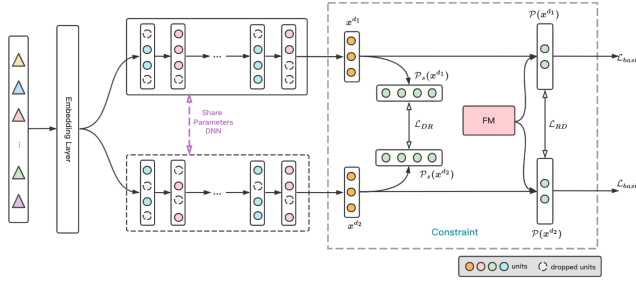 x^{d_1}
P(x^{d_1})
P_s(x^{d_1})
L_{base}
...
Embedding Layer
Share
Parameters
DNN
L_{DR}
FM
L_{RD}
...
P_s(x^{d_2})
L_{base}
x^{d_2}
P(x^{d_2})
Constraint
units
dropped units